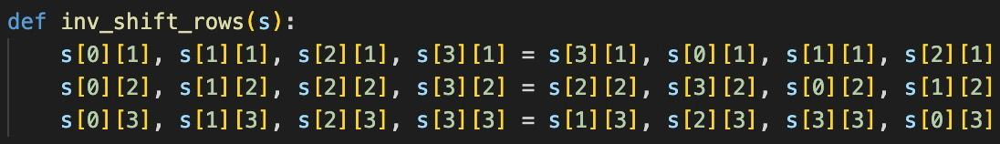 def inv_shift_rows(s):
    s[0][1], s[1][1], s[2][1], s[3][1] = s[3][1], s[0][1], s[1][1], s[2][1]
    s[0][2], s[1][2], s[2][2], s[3][2] = s[2][2], s[3][2], s[0][2], s[1][2]
    s[0][3], s[1][3], s[2][3], s[3][3] = s[1][3], s[2][3], s[3][3], s[0][3]